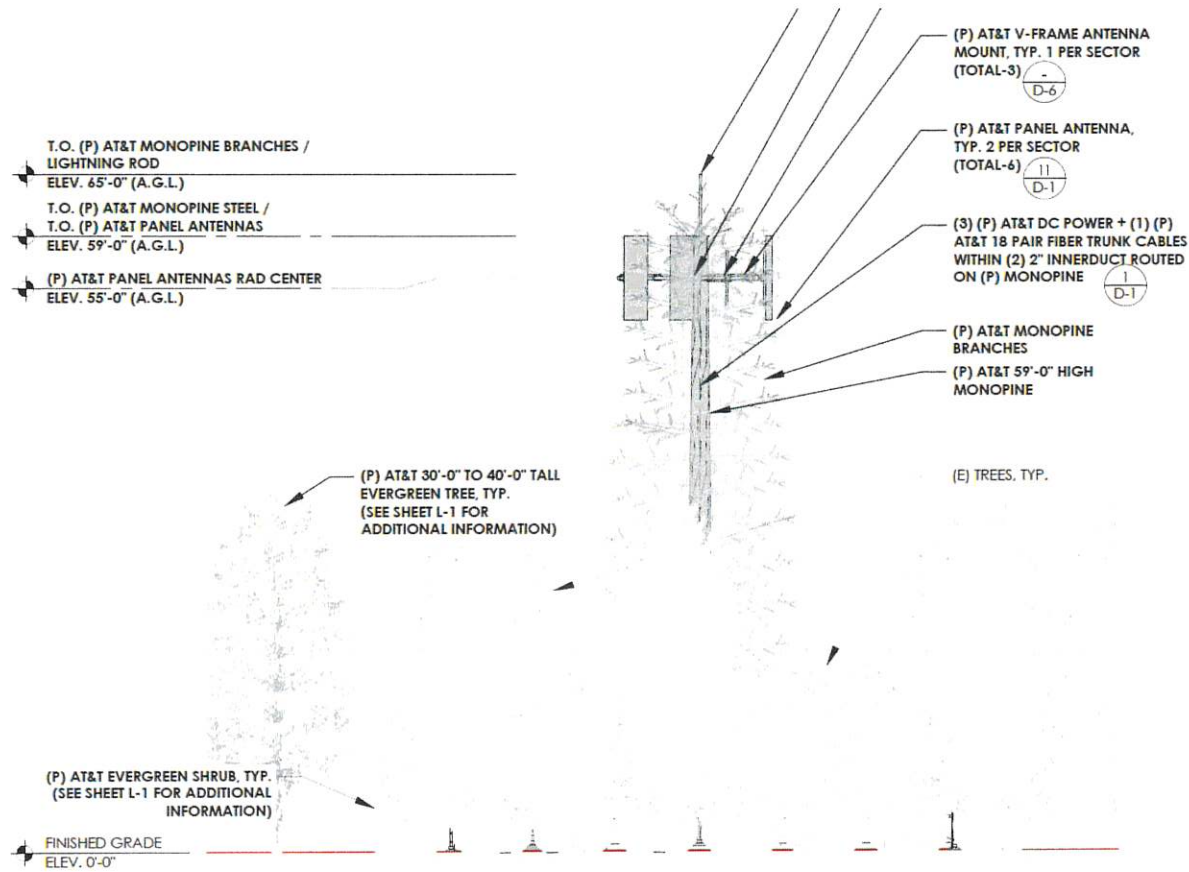 (P) AT&T V-FRAME ANTENNA
MOUNT, TYP. 1 PER SECTOR
(TOTAL-3)
-
D-6
T.O. (P) AT&T MONOPINE BRANCHES /
LIGHTNING ROD
ELEV. 65'-0" (A.G.L.)
(P) AT&T PANEL ANTENNA,
TYP. 2 PER SECTOR
(TOTAL-6)
11
D-1
T.O. (P) AT&T MONOPINE STEEL /
T.O. (P) AT&T PANEL ANTENNAS
ELEV. 59'-0" (A.G.L.)
(3) (P) AT&T DC POWER + (1) (P)
AT&T 18 PAIR FIBER TRUNK CABLES
WITHIN (2) 2" INNERDUCT ROUTED
ON (P) MONOPINE
1
D-1
(P) AT&T PANEL ANTENNAS RAD CENTER
ELEV. 55'-0" (A.G.L.)
(P) AT&T MONOPINE
BRANCHES
(P) AT&T 59'-0" HIGH
MONOPINE
(P) AT&T 30'-0" TO 40'-0" TALL
EVERGREEN TREE, TYP.
(SEE SHEET L-1 FOR
ADDITIONAL INFORMATION)
(E) TREES, TYP.
(P) AT&T EVERGREEN SHRUB, TYP.
(SEE SHEET L-1 FOR ADDITIONAL
INFORMATION)
FINISHED GRADE
ELEV. 0'-0"